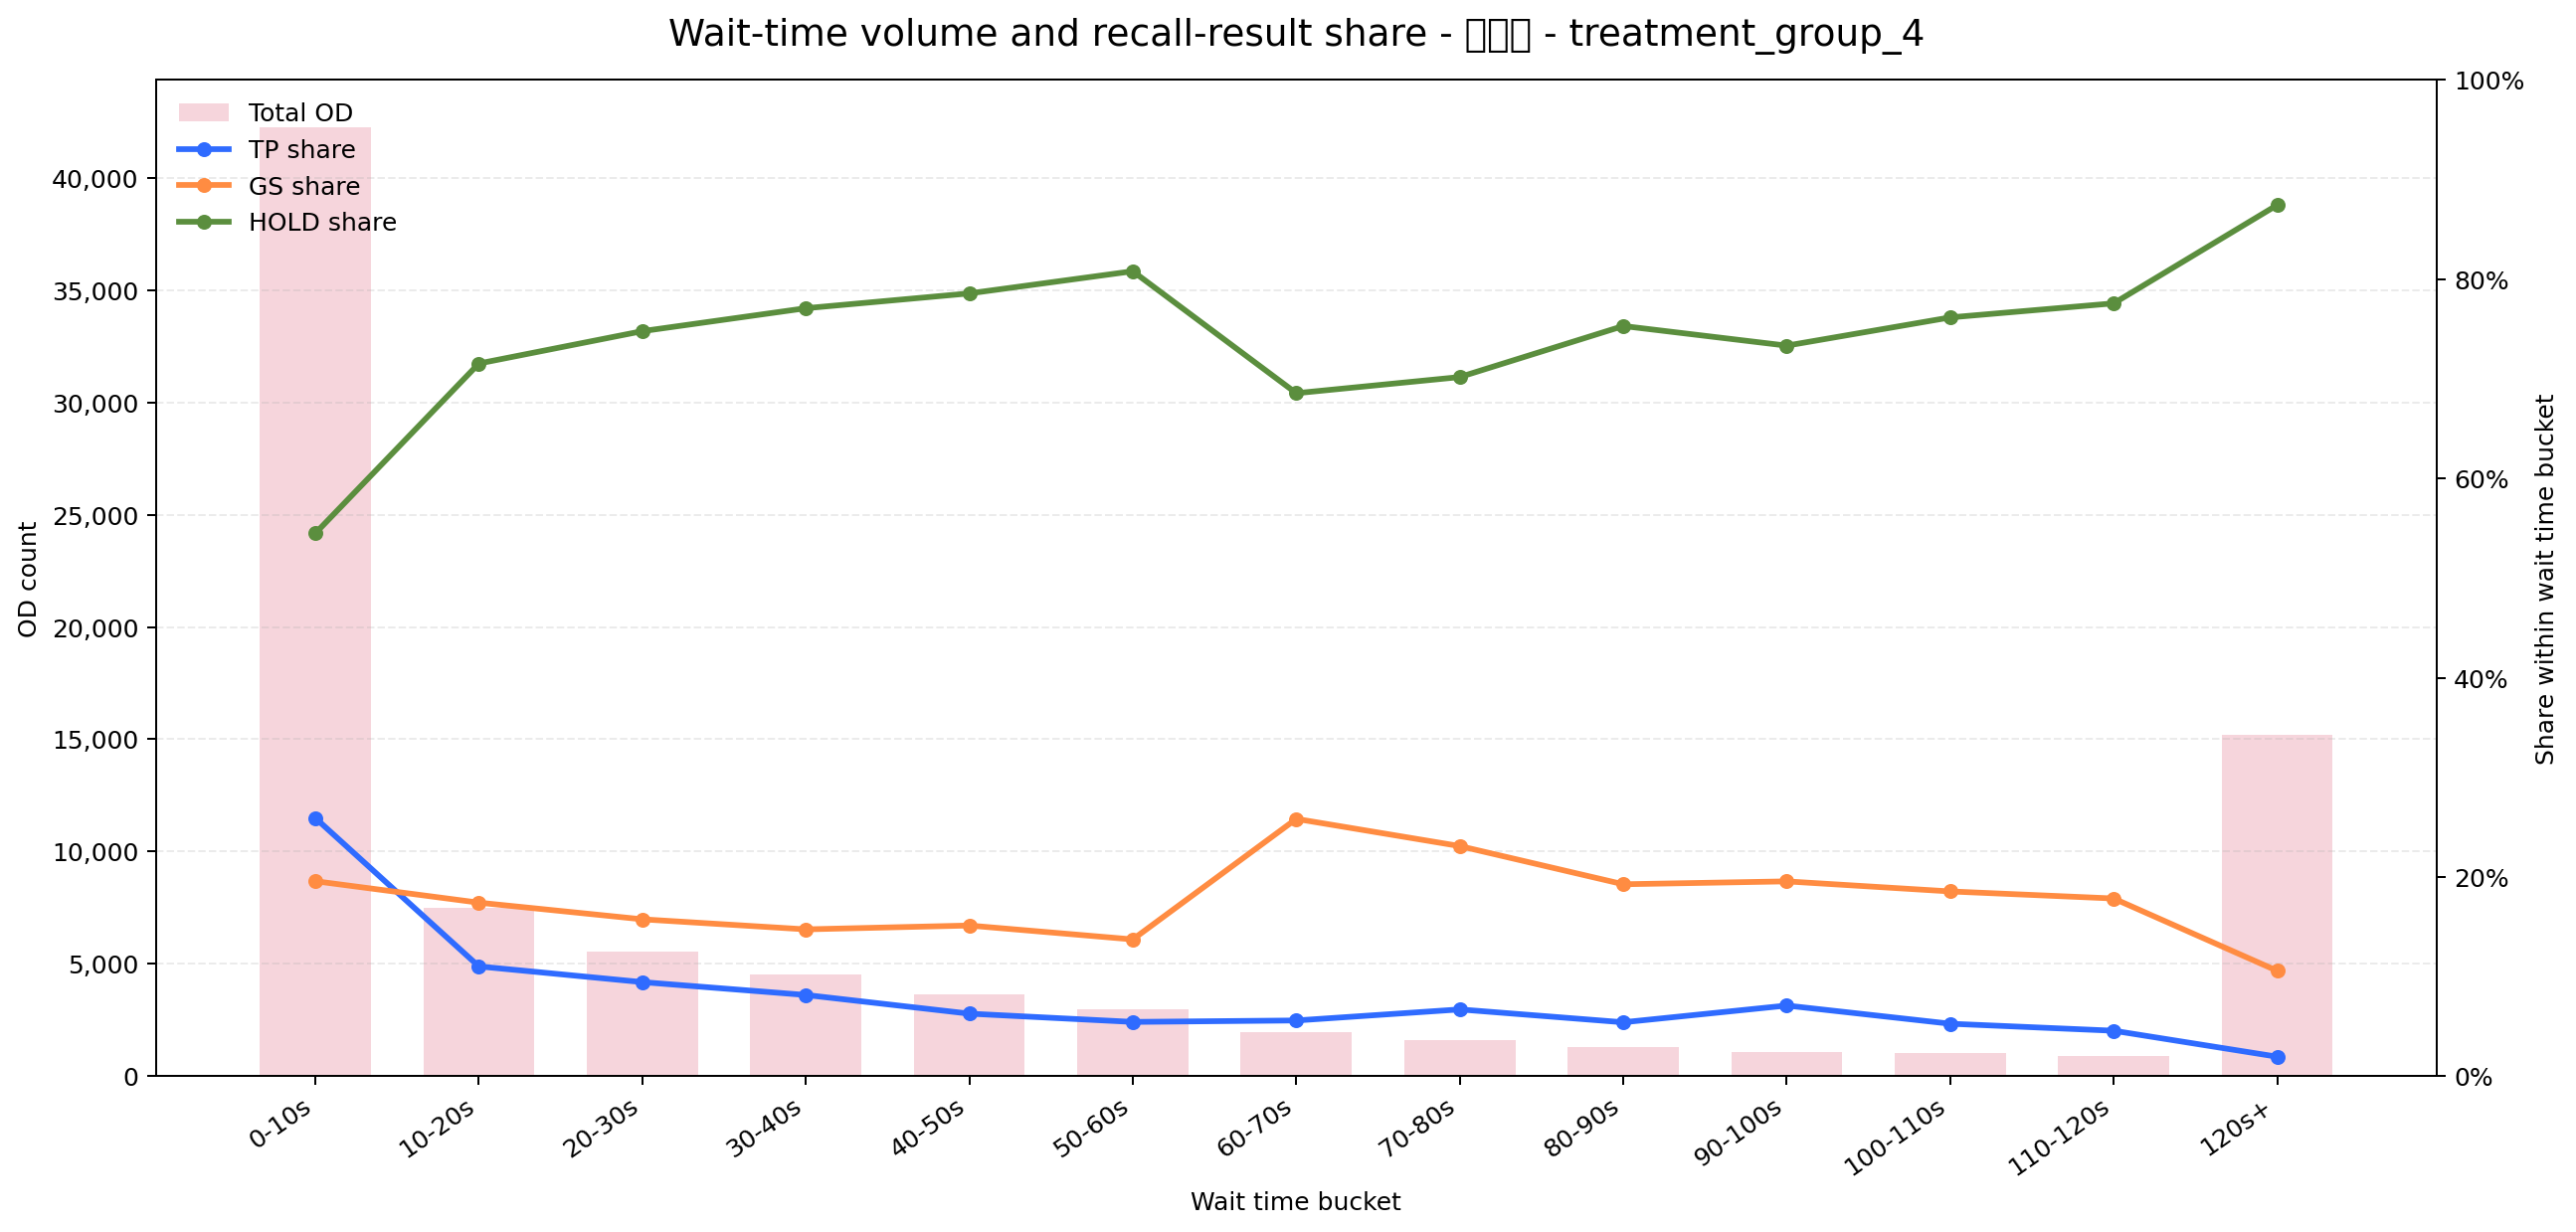 Wait-time volume and recall-result share - □□□ - treatment_group_4
Total OD
TP share
GS share
HOLD share
OD count
40,000
35,000
30,000
25,000
20,000
15,000
10,000
5,000
0
100%
80%
60%
40%
20%
0%
Share within wait time bucket
0-10s
10-20s
20-30s
30-40s
40-50s
50-60s
60-70s
70-80s
80-90s
90-100s
100-110s
110-120s
120s+
Wait time bucket